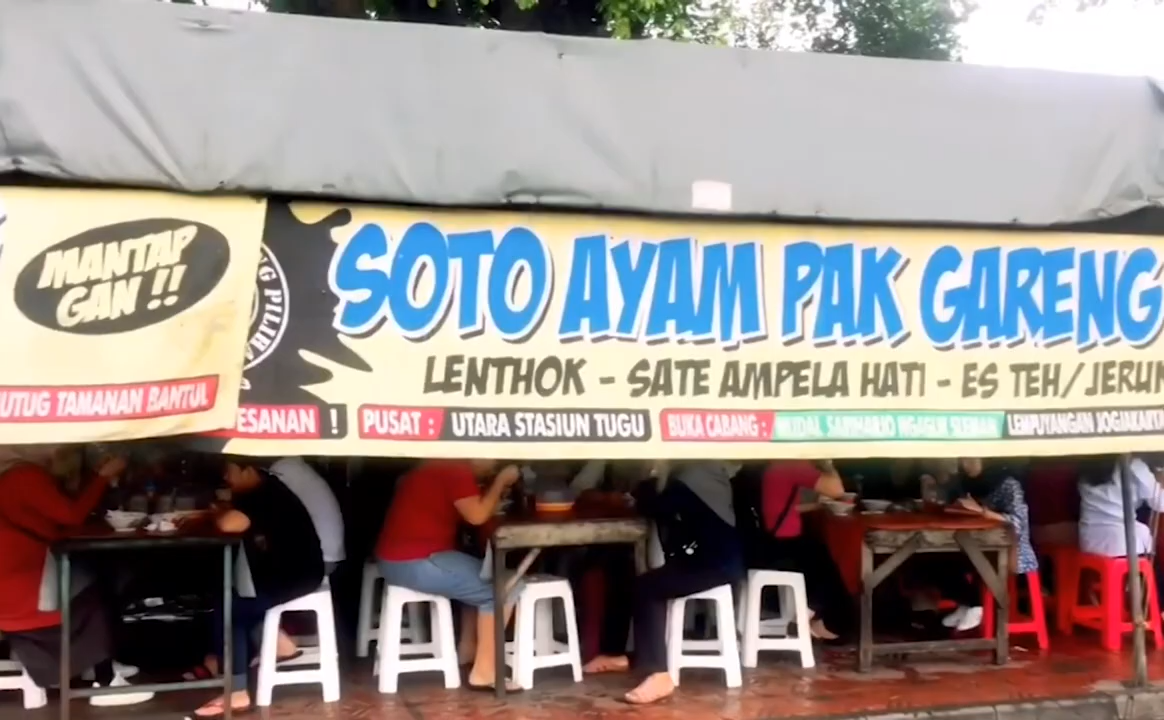 MANTAP
GAN !!
UTUG TAMANAN BANTUL
SOTO AYAM PAK GARENG
LENTHOK - SATE AMPELA HATI - ES TEH/JERUK
ESANAN !
PUSAT : UTARA STASIUN TUGU
BUKA CABANG : LEMPUYANGAN JOGJAKARTA